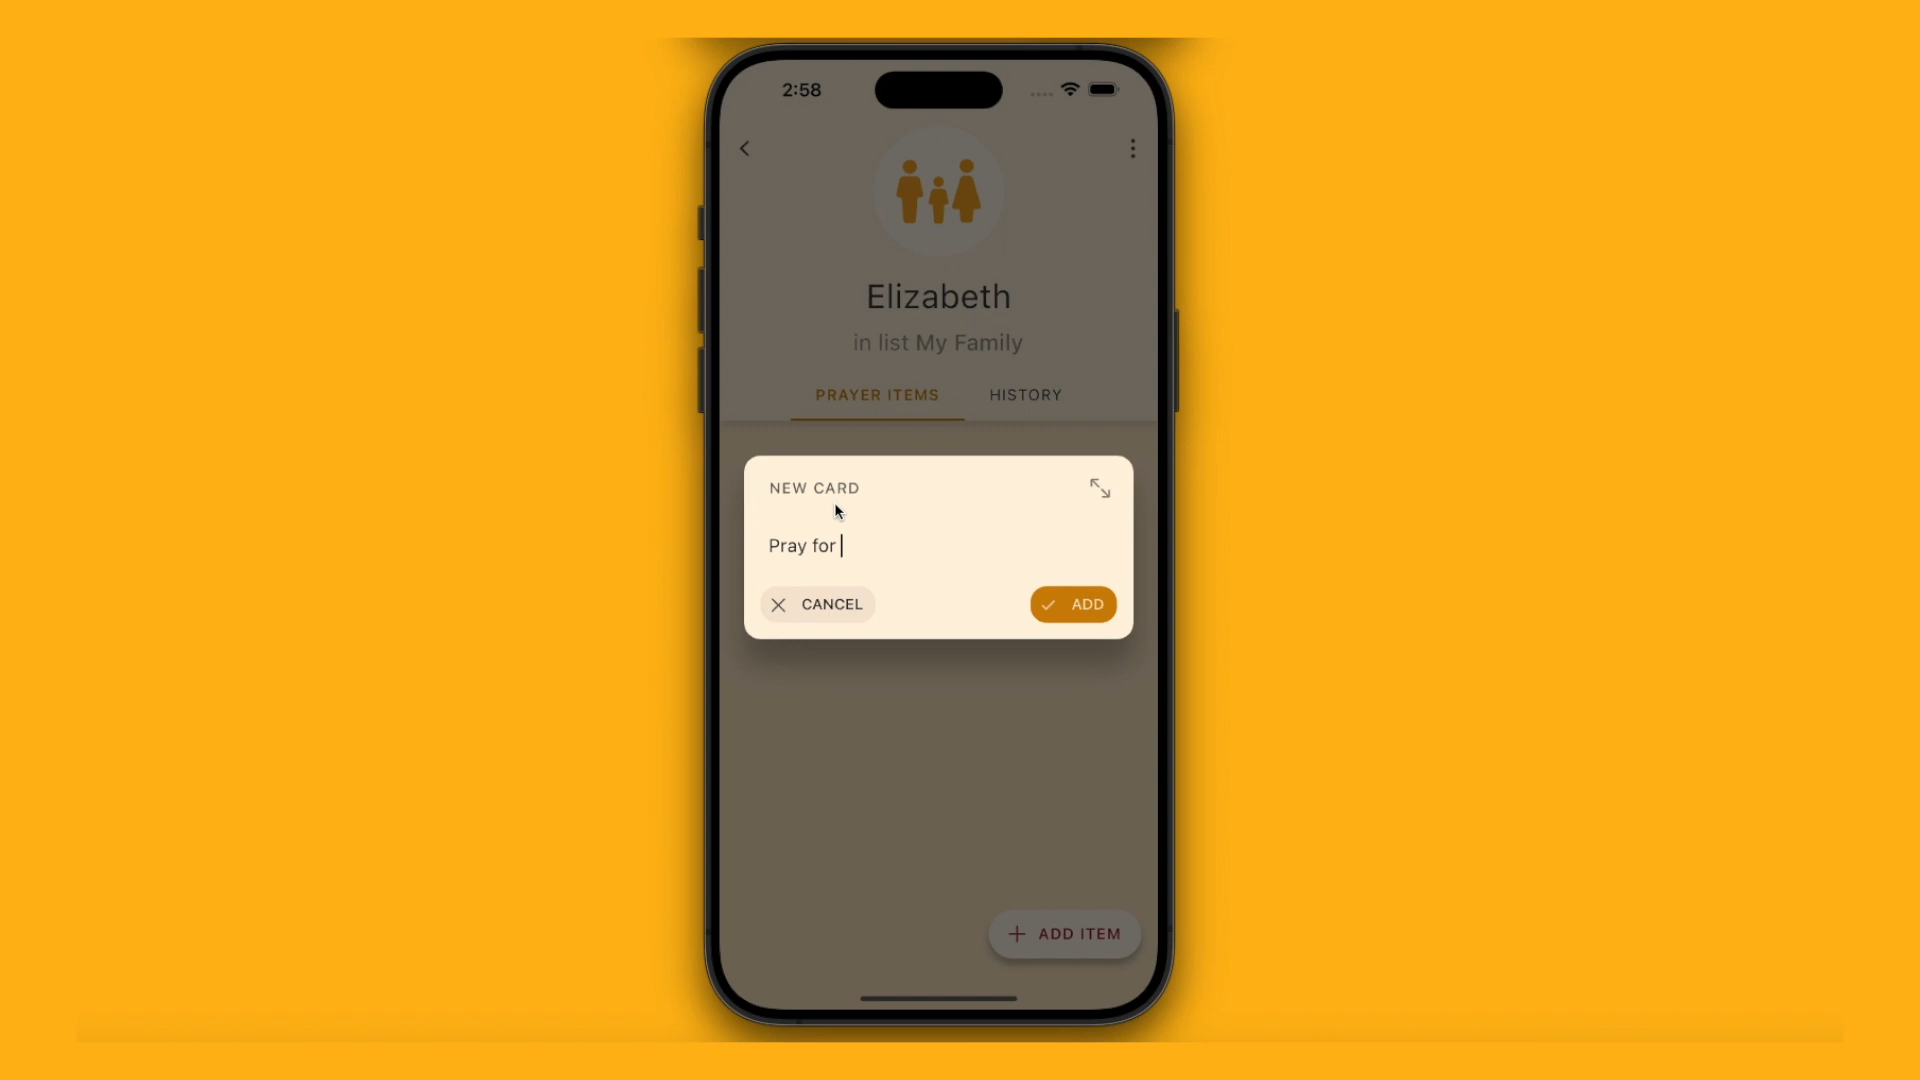 2:58
Elizabeth
in list My Family
PRAYER ITEMS
HISTORY
NEW CARD
Pray for
CANCEL
ADD
ADD ITEM